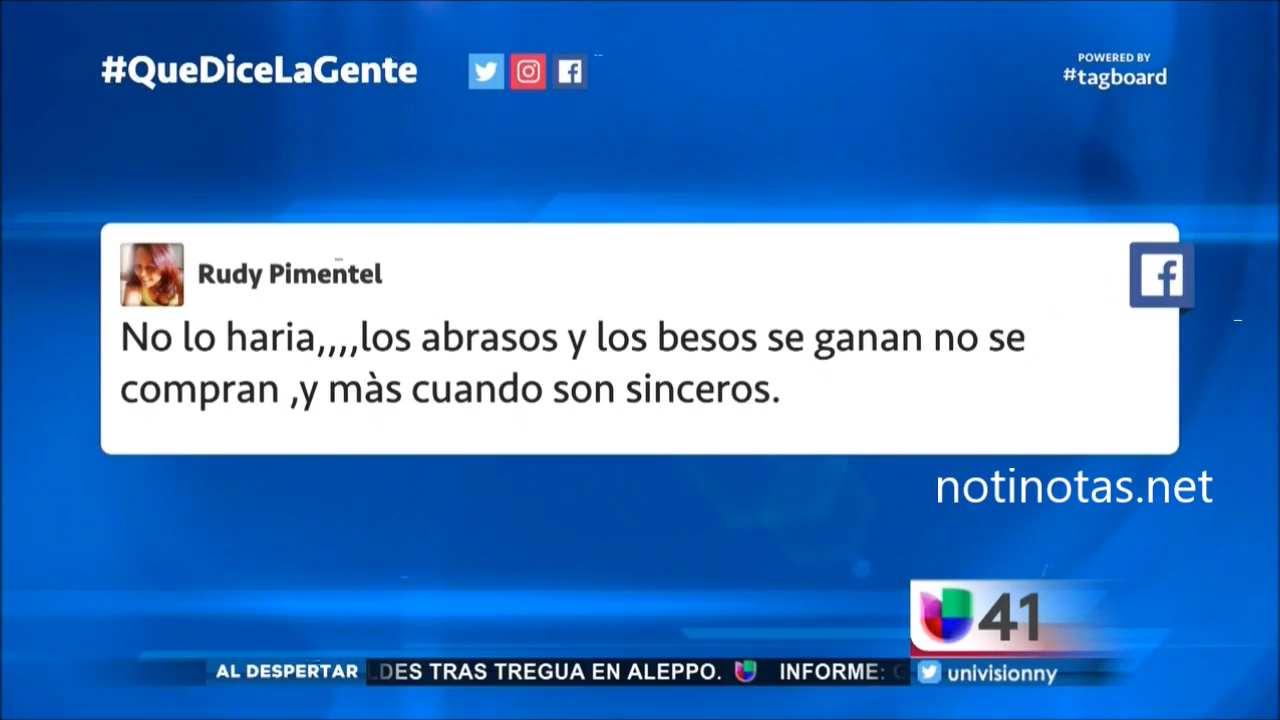 #QueDiceLaGente
POWERED BY
#tagboard
Rudy Pimentel
No lo haria,,,,los abrasos y los besos se ganan no se
compran ,y màs cuando son sinceros.
notinotas.net
41
AL DESPERTAR DES TRAS TREGUA EN ALEPPO. INFORME: univisionny